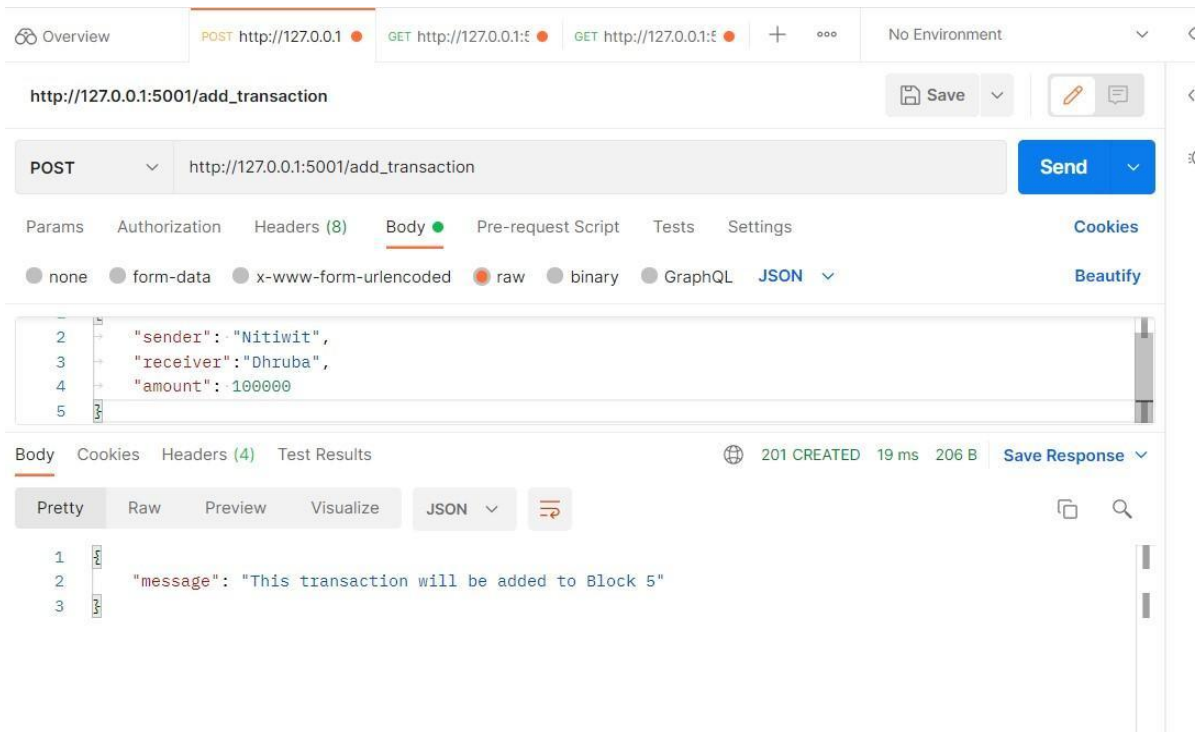 Overview POST http://127.0.0.1 GET http://127.0.0.1:5 GET http://127.0.0.1:5 No Environment
http://127.0.0.1:5001/add_transaction Save
POST http://127.0.0.1:5001/add_transaction Send
Params Authorization Headers (8) Body Pre-request Script Tests Settings Cookies
none form-data x-www-form-urlencoded raw binary GraphQL JSON Beautify
2 "sender": "Nitiwit",
3 "receiver":"Dhruba",
4 "amount": 100000
5 }
Body Cookies Headers (4) Test Results 201 CREATED 19 ms 206 B Save Response
Pretty Raw Preview Visualize JSON
1 {
2 "message": "This transaction will be added to Block 5"
3 }